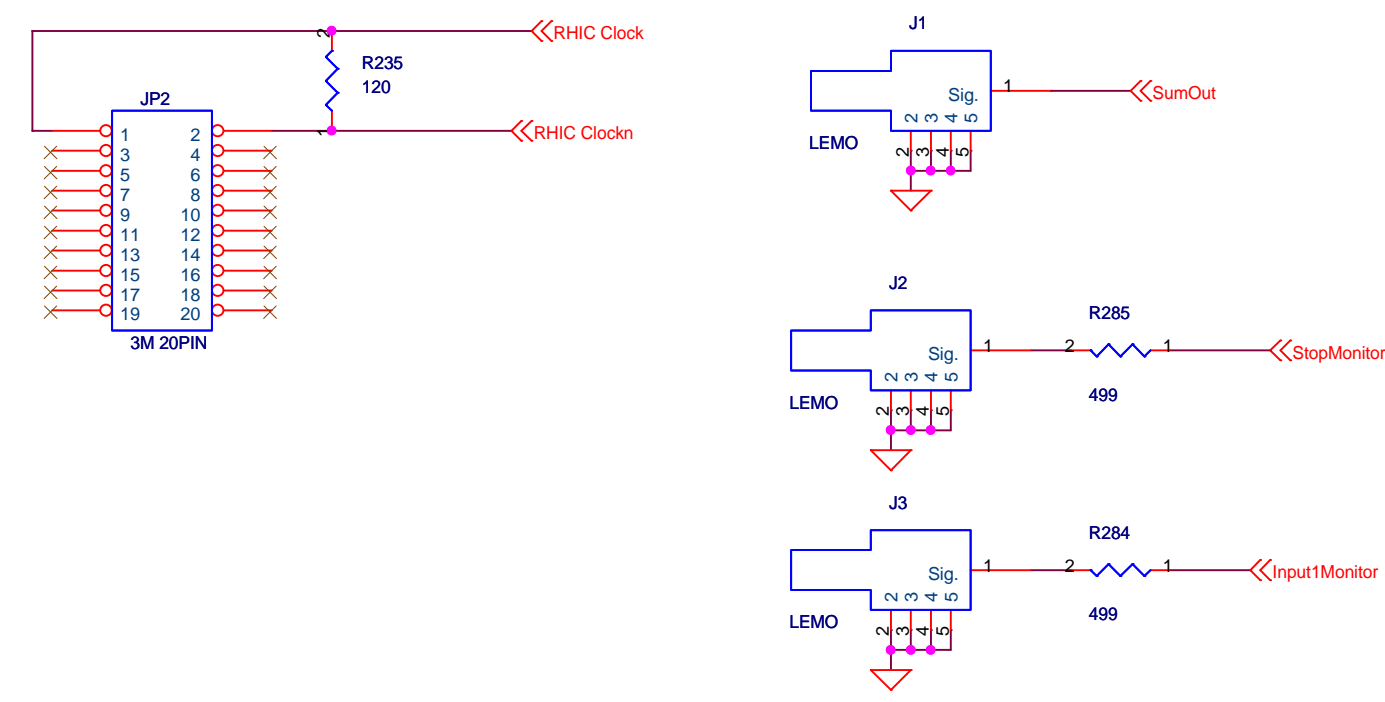 RHIC Clock
2
R235
120
JP2
1
RHIC Clockn
1 2
3 4
5 6
7 8
9 10
11 12
13 14
15 16
17 18
19 20
3M 20PIN
J1
1
Sig.
SumOut
2 3 4 5
LEMO
2 3 4 5
J2
R285
1
2
1
Sig.
StopMonitor
2 3 4 5
LEMO
499
2 3 4 5
J3
R284
1
2
1
Sig.
Input1Monitor
2 3 4 5
LEMO
499
2 3 4 5